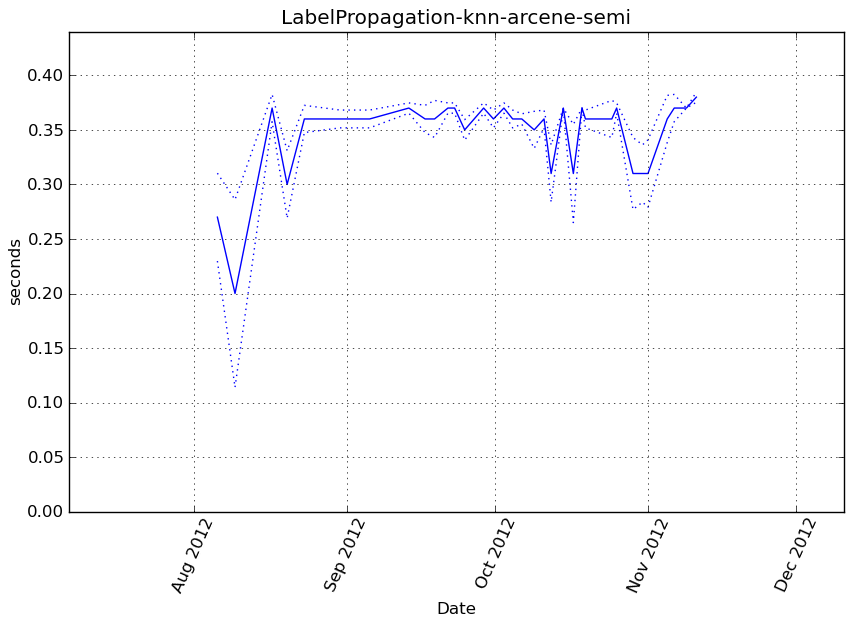 LabelPropagation-knn-arcene-semi
0.40
0.35
0.30
0.25
0.20
0.15
0.10
0.05
0.00
seconds
Aug 2012
Sep 2012
Oct 2012
Nov 2012
Dec 2012
Date